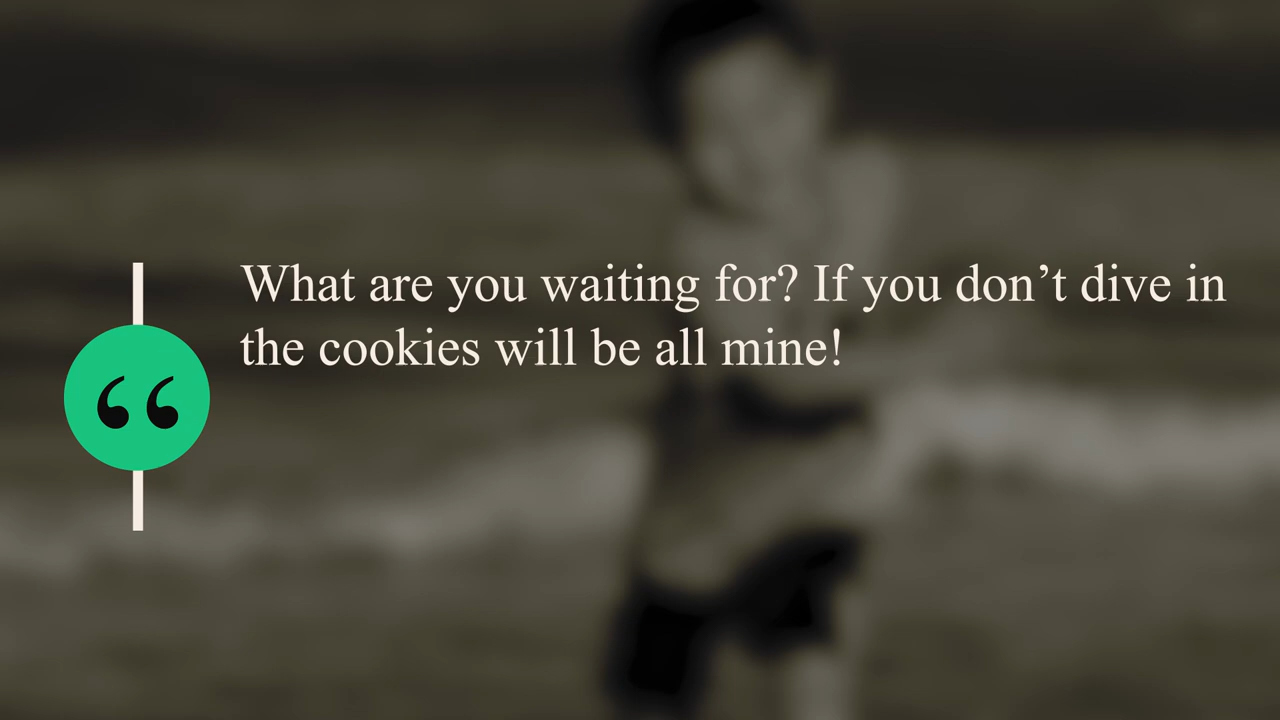 What are you waiting for? If you don’t dive in
the cookies will be all mine!